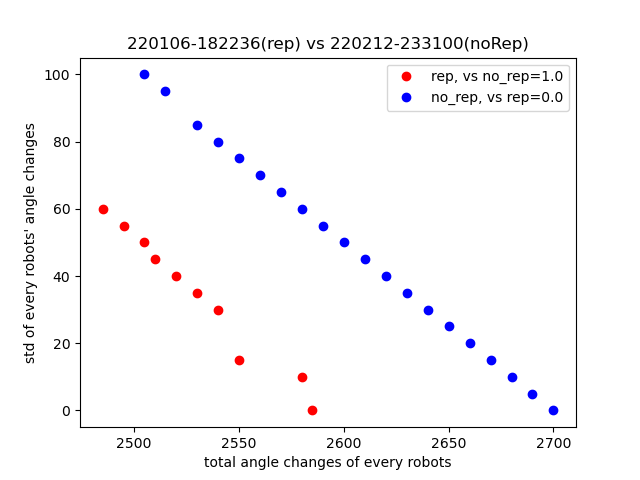 220106-182236(rep) vs 220212-233100(noRep)
rep, vs no_rep=1.0
no_rep, vs rep=0.0
100
80
60
40
20
0
std of every robots' angle changes
2500 2550 2600 2650 2700
total angle changes of every robots